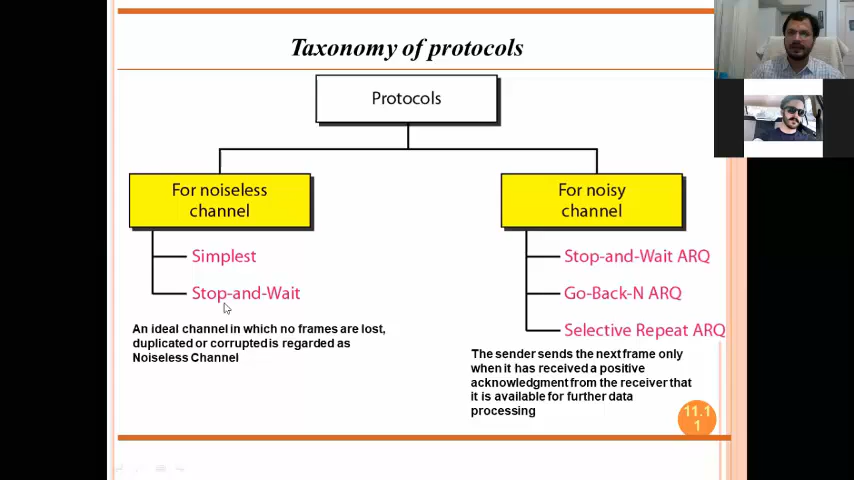 Taxonomy of protocols
Protocols
For noiseless
channel
Simplest
Stop-and-Wait
An ideal channel in which no frames are lost,
duplicated or corrupted is regarded as
Noiseless Channel
For noisy
channel
Stop-and-Wait ARQ
Go-Back-N ARQ
Selective Repeat ARQ
The sender sends the next frame only
when it has received a positive
acknowledgment from the receiver that
it is available for further data
processing
11.1
1